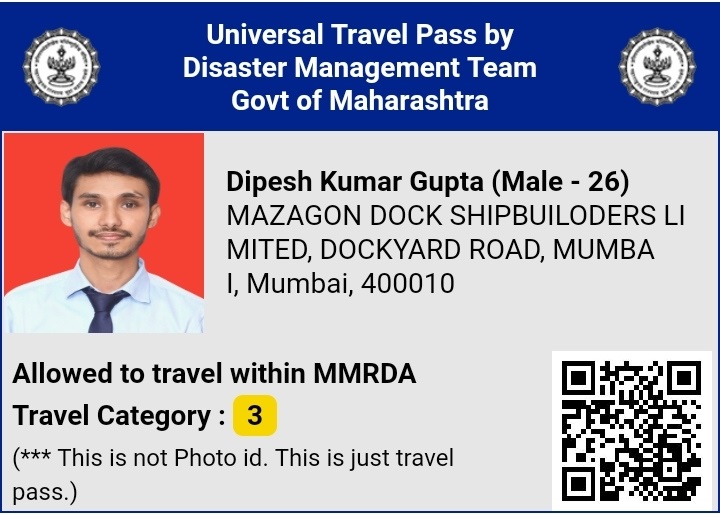 Universal Travel Pass by
Disaster Management Team
Govt of Maharashtra
Dipesh Kumar Gupta (Male - 26)
MAZAGON DOCK SHIPBUILODERS LI
MITED, DOCKYARD ROAD, MUMBA
I, Mumbai, 400010
Allowed to travel within MMRDA
Travel Category : 3
(*** This is not Photo id. This is just travel
pass.)